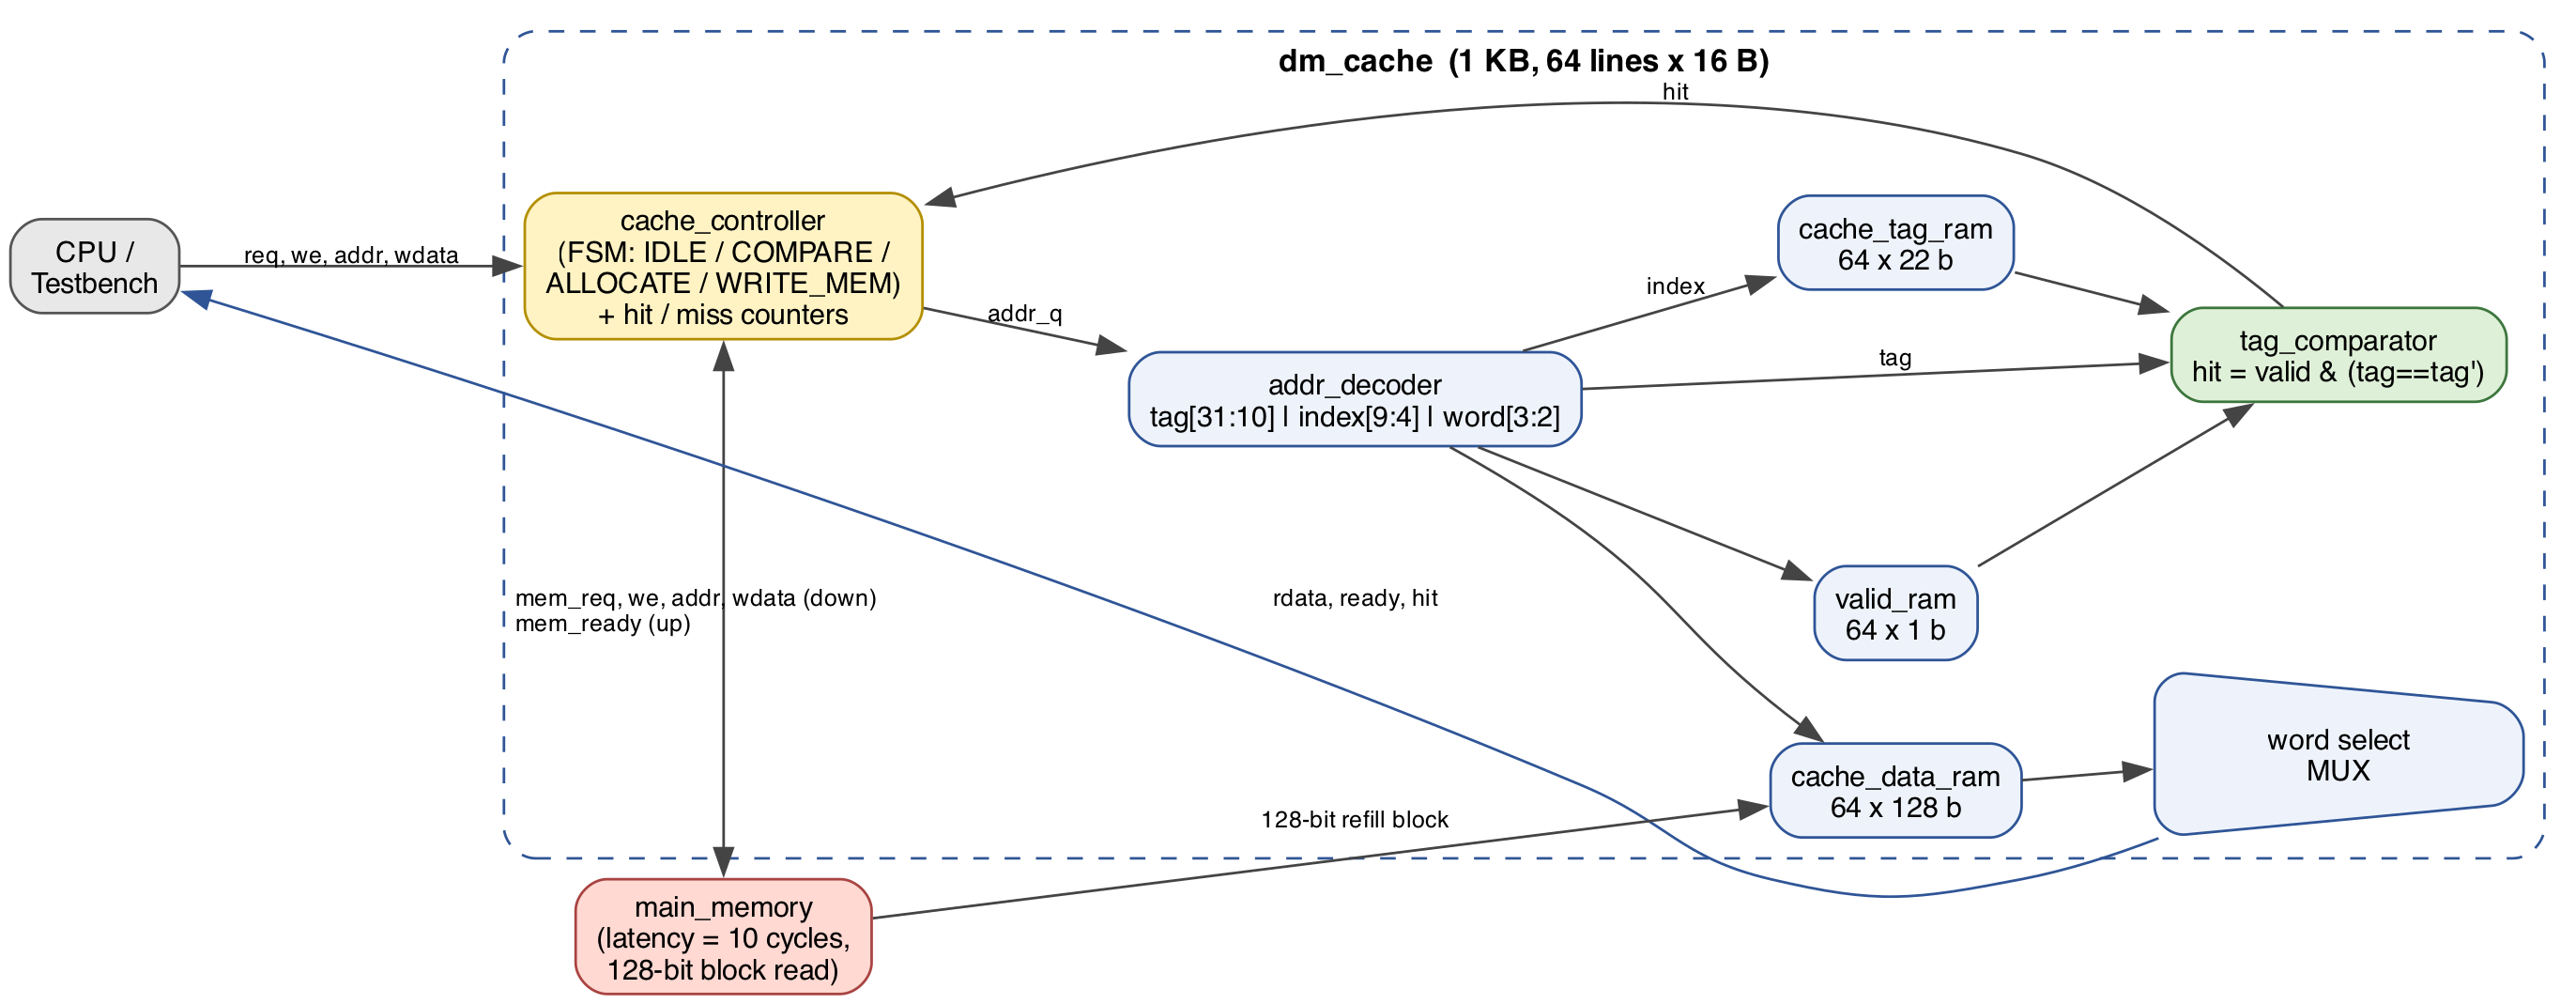 dm_cache (1 KB, 64 lines x 16 B)
hit
CPU /
Testbench
req, we, addr, wdata
cache_controller
(FSM: IDLE / COMPARE /
ALLOCATE / WRITE_MEM)
+ hit / miss counters
addr_q
addr_decoder
tag[31:10] | index[9:4] | word[3:2]
index
cache_tag_ram
64 x 22 b
tag
tag_comparator
hit = valid & (tag==tag')
mem_req, we, addr, wdata (down)
mem_ready (up)
rdata, ready, hit
valid_ram
64 x 1 b
word select
MUX
cache_data_ram
64 x 128 b
128-bit refill block
main_memory
(latency = 10 cycles,
128-bit block read)